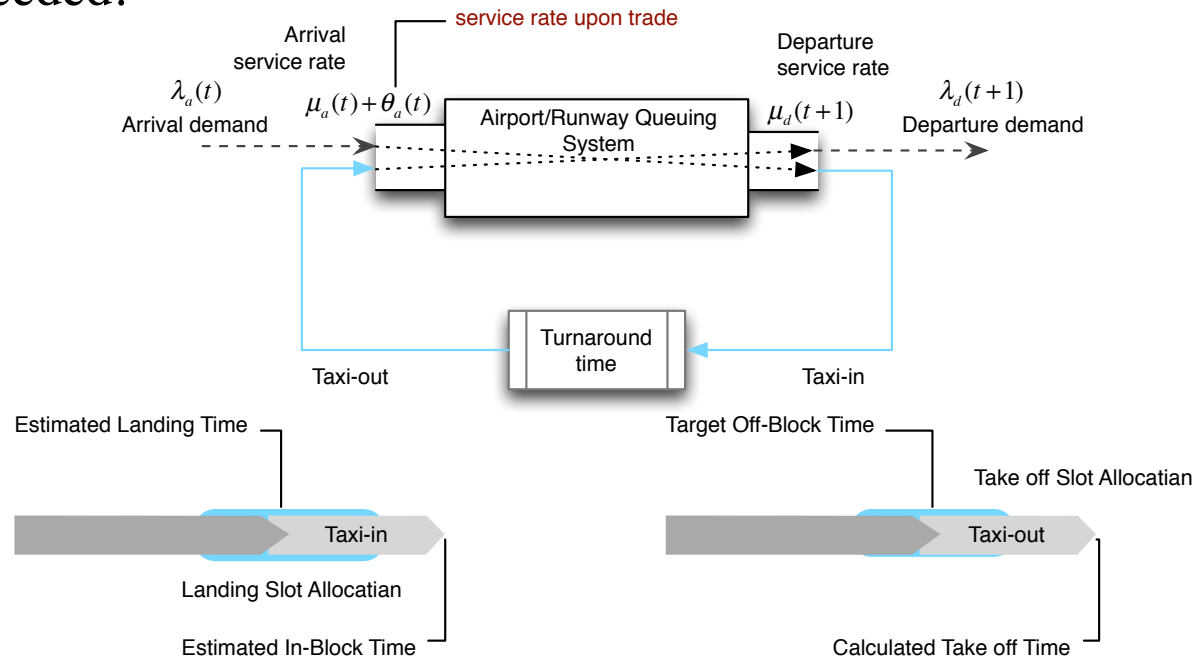 service rate upon trade
Arrival
service rate
Departure
service rate
λₐ(t)
Arrival demand
μₐ(t)+θₐ(t)
Airport/Runway Queuing
System
μ_d(t+1)
λ_d(t+1)
Departure demand
Turnaround
time
Taxi-out
Taxi-in
Estimated Landing Time
Target Off-Block Time
Take off Slot Allocatian
Taxi-in
Taxi-out
Landing Slot Allocatian
Estimated In-Block Time
Calculated Take off Time